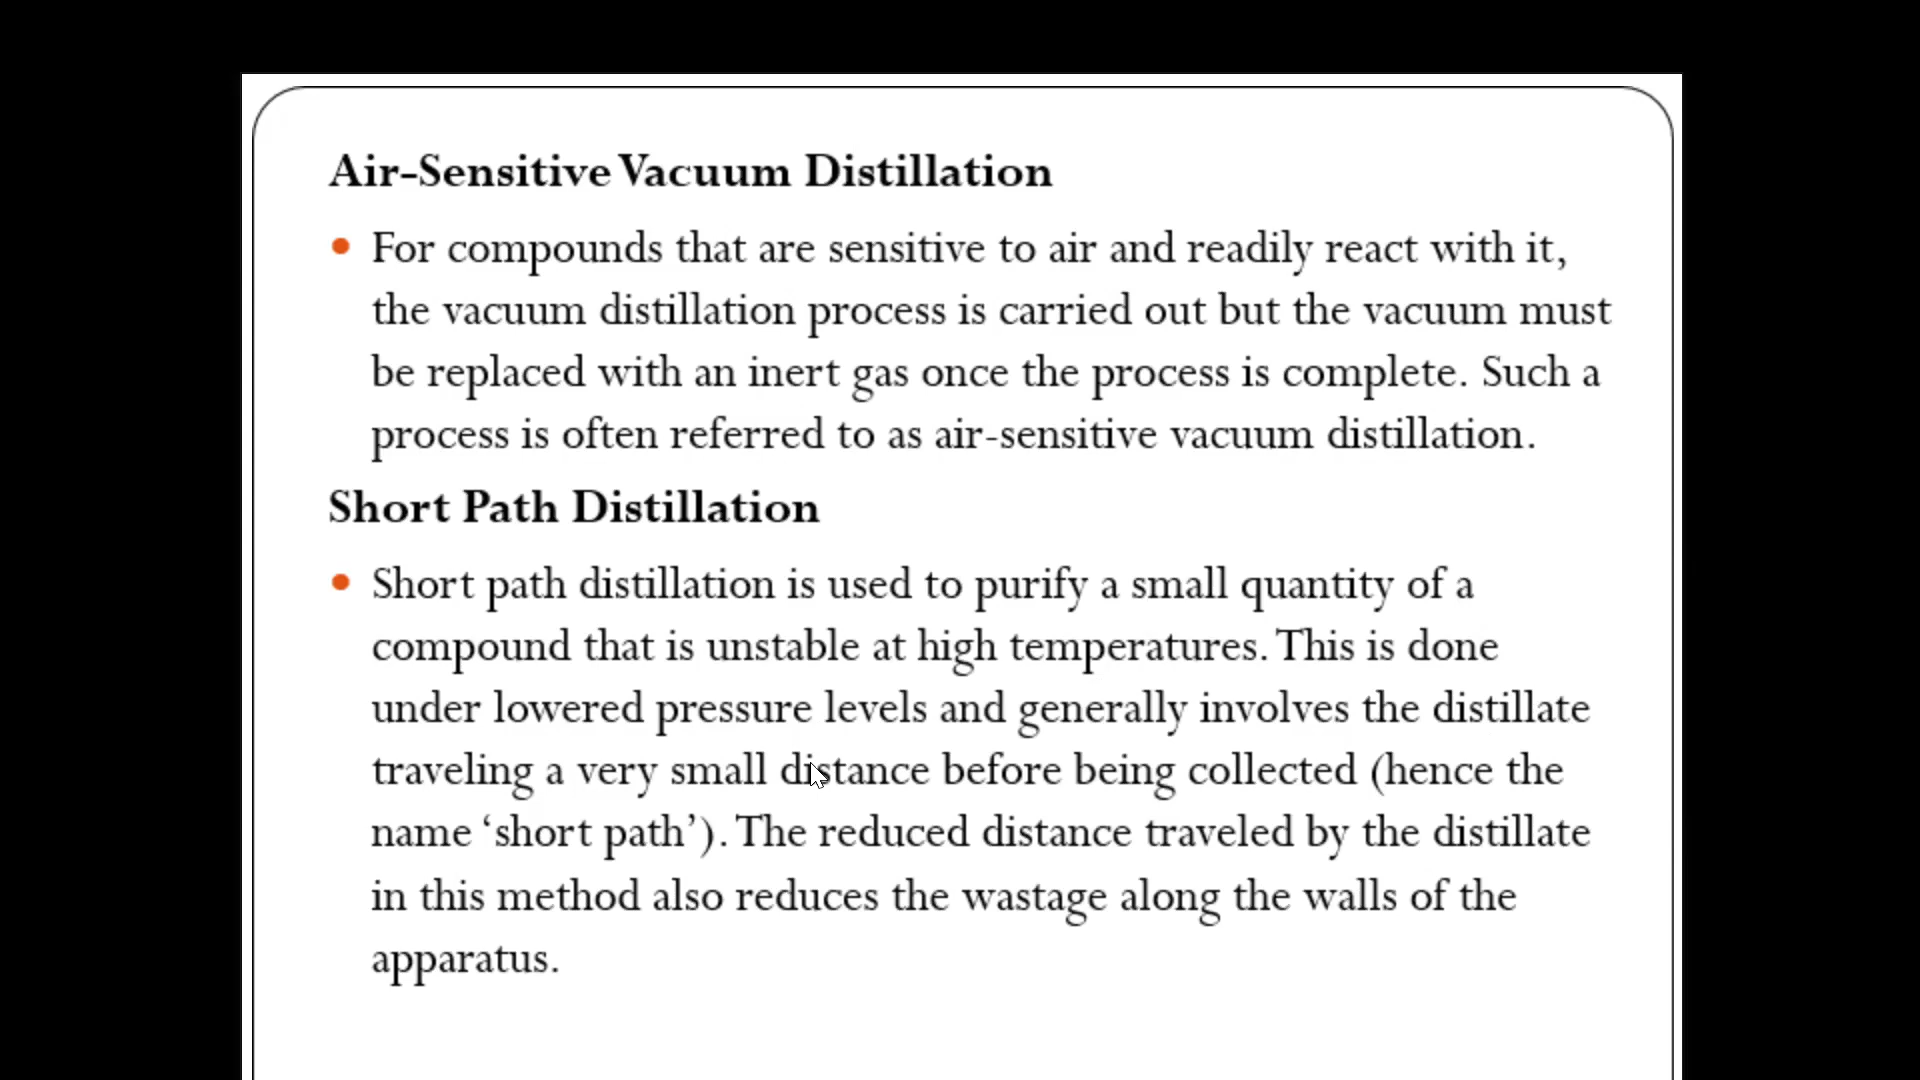 Air-Sensitive Vacuum Distillation
• For compounds that are sensitive to air and readily react with it,
the vacuum distillation process is carried out but the vacuum must
be replaced with an inert gas once the process is complete. Such a
process is often referred to as air-sensitive vacuum distillation.
Short Path Distillation
• Short path distillation is used to purify a small quantity of a
compound that is unstable at high temperatures. This is done
under lowered pressure levels and generally involves the distillate
traveling a very small distance before being collected (hence the
name ‘short path’). The reduced distance traveled by the distillate
in this method also reduces the wastage along the walls of the
apparatus.